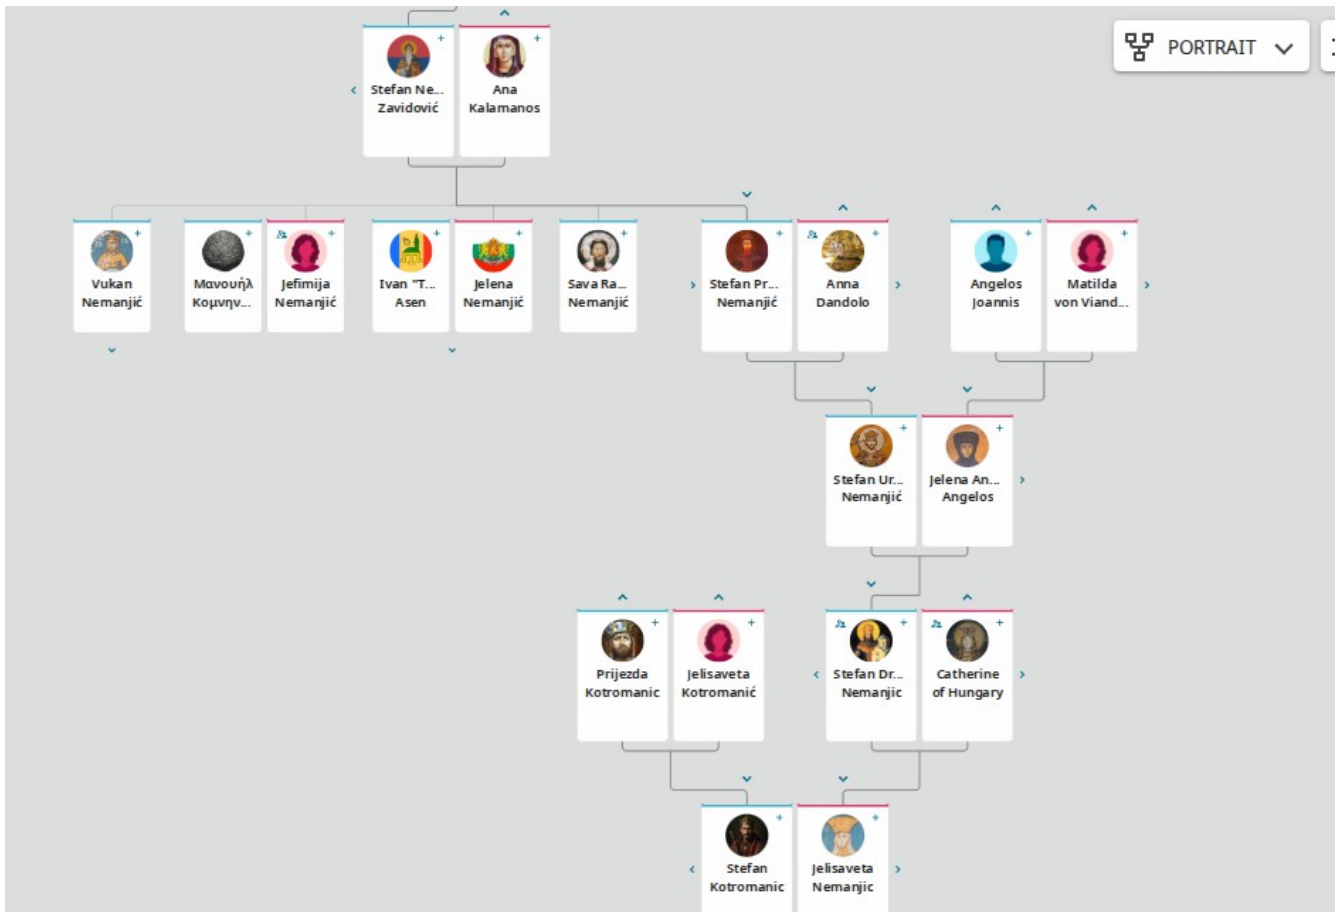 PORTRAIT
Stefan Ne...
Zavidović
Ana
Kalamanos
Vukan
Nemanjić
Μανουήλ
Κομνην...
Jefimija
Nemanjić
Ivan "T...
Asen
Jelena
Nemanjić
Sava Ra...
Nemanjić
Stefan Pr...
Nemanjić
Anna
Dandolo
Angelos
Joannis
Matilda
von Viand...
Stefan Ur...
Nemanjić
Jelena An...
Angelos
Prijezda
Kotromanic
Jelisaveta
Kotromanić
Stefan Dr...
Nemanjic
Catherine
of Hungary
Stefan
Kotromanic
Jelisaveta
Nemanjic